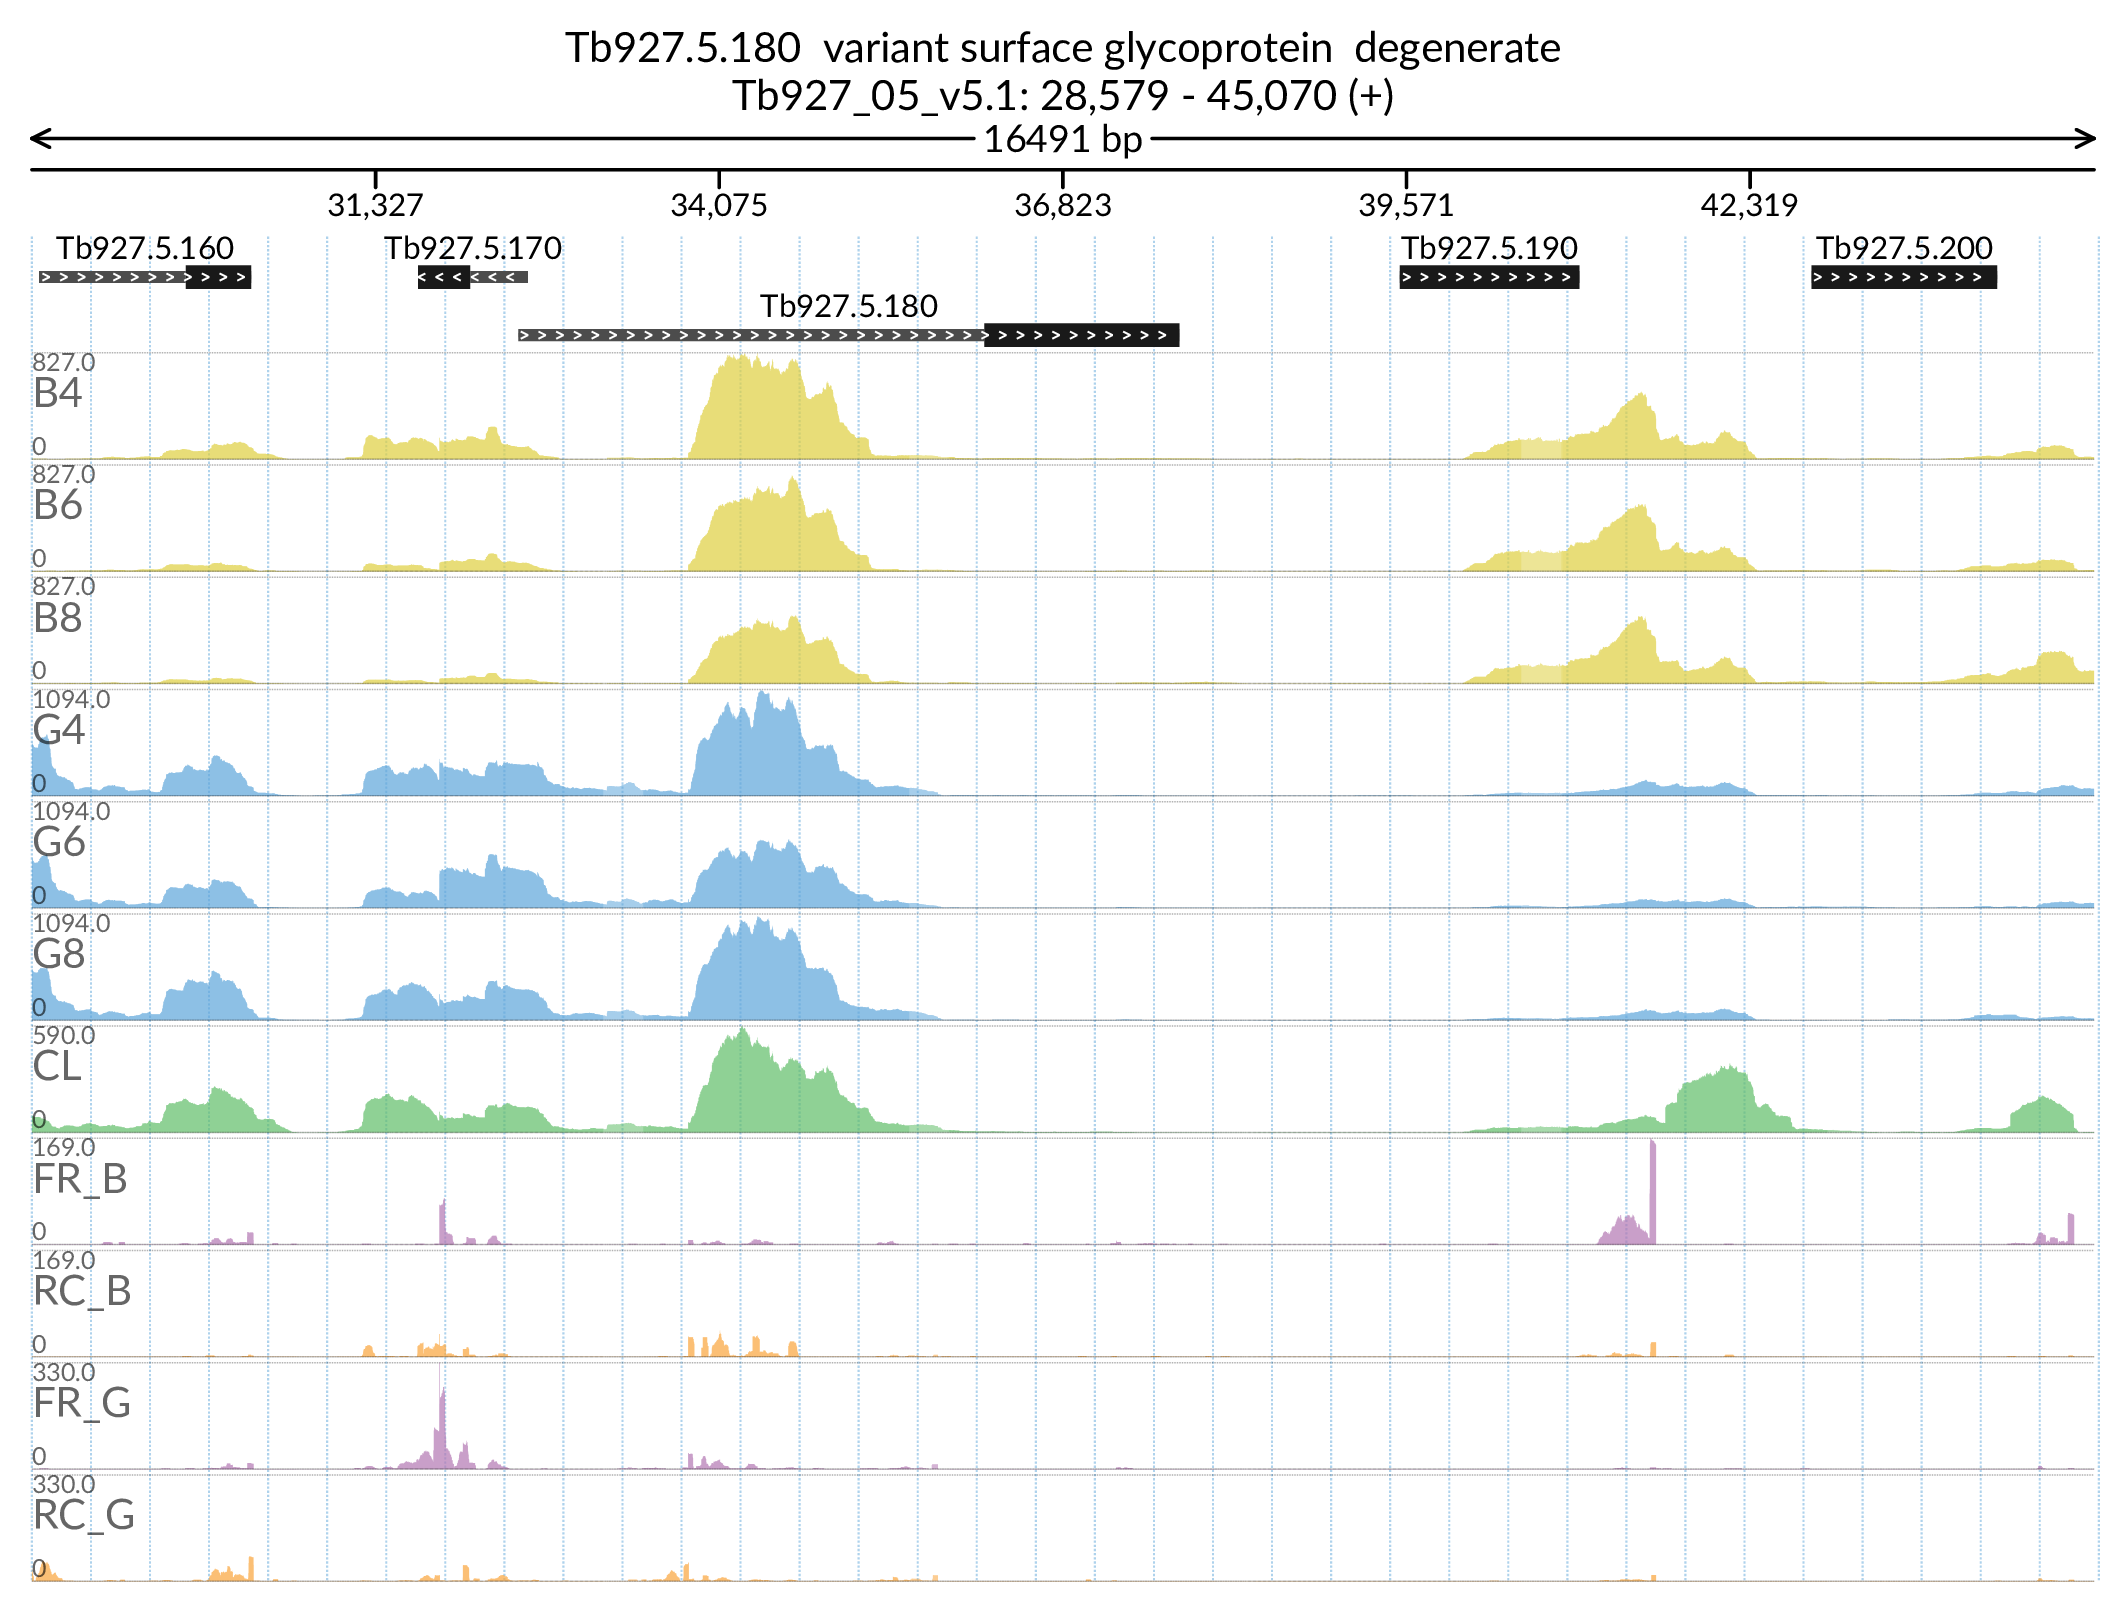 Tb927.5.180 variant surface glycoprotein degenerate
Tb927_05_v5.1: 28,579 - 45,070 (+)
16491 bp
31,327 34,075 36,823 39,571 42,319
Tb927.5.160 Tb927.5.170 Tb927.5.190 Tb927.5.200
Tb927.5.180
827.0
B4
0
827.0
B6
0
827.0
B8
0
1094.0
G4
0
1094.0
G6
0
1094.0
G8
0
590.0
CL
0
169.0
FR_B
0
169.0
RC_B
0
330.0
FR_G
0
330.0
RC_G
0